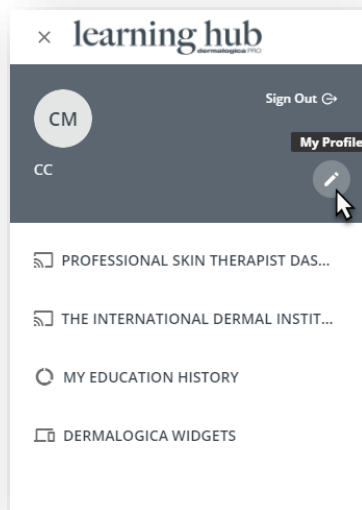 × learning hub
dermalogica PRO
Sign Out
CM
My Profile
CC
PROFESSIONAL SKIN THERAPIST DAS...
THE INTERNATIONAL DERMAL INSTIT...
MY EDUCATION HISTORY
DERMALOGICA WIDGETS